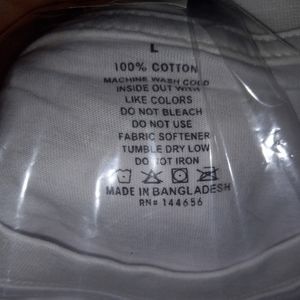 L
100% COTTON
MACHINE WASH COLD
INSIDE OUT WITH
LIKE COLORS
DO NOT BLEACH
DO NOT USE
FABRIC SOFTENER
TUMBLE DRY LOW
DO NOT IRON
MADE IN BANGLADESH
RN# 144656